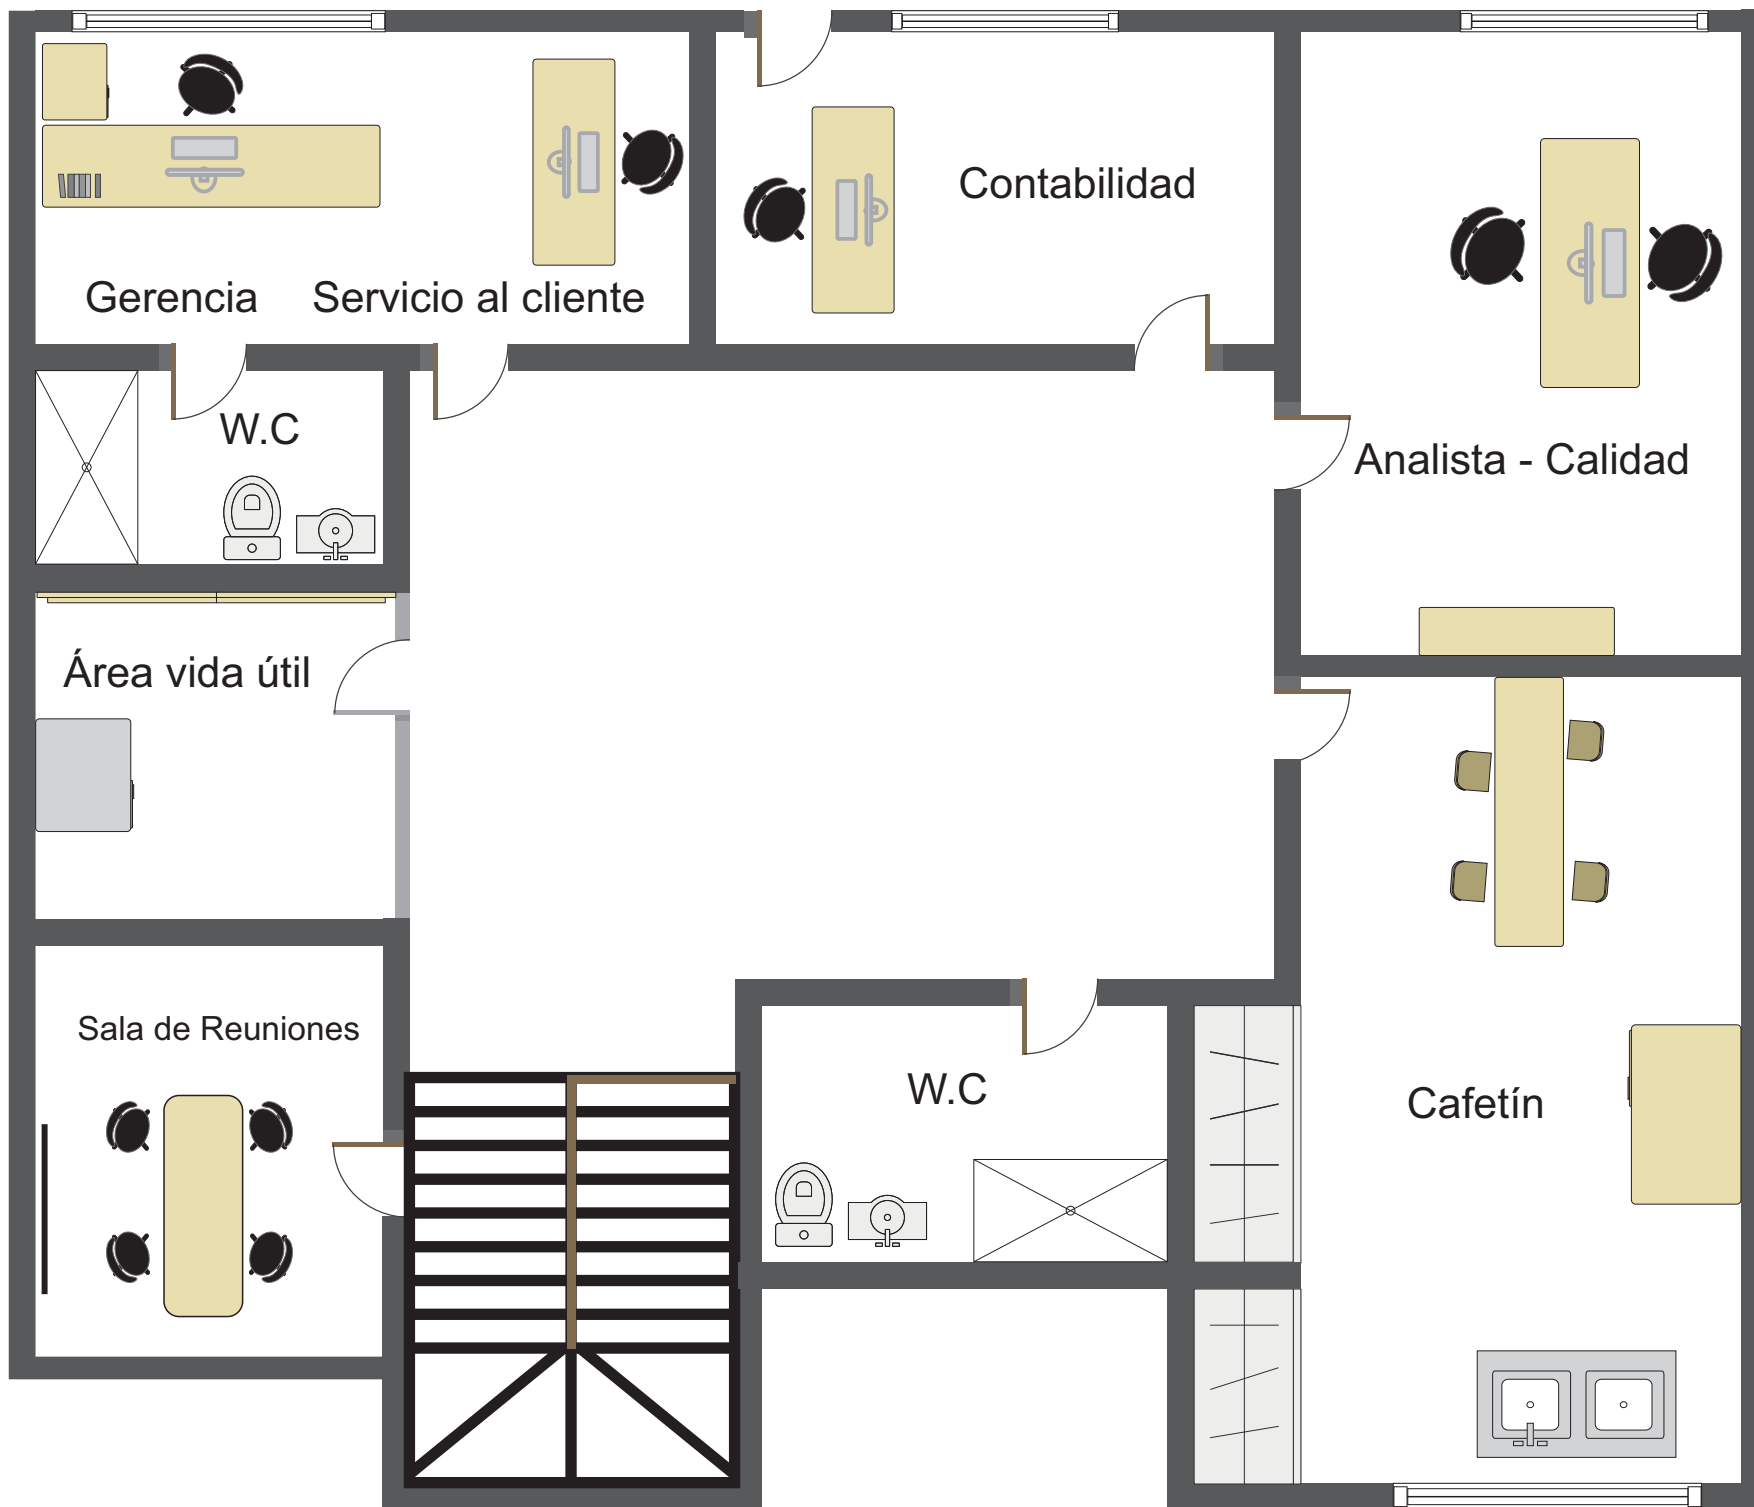 Contabilidad
Gerencia
Servicio al cliente
W.C
Analista - Calidad
Área vida útil
Sala de Reuniones
W.C
Cafetín